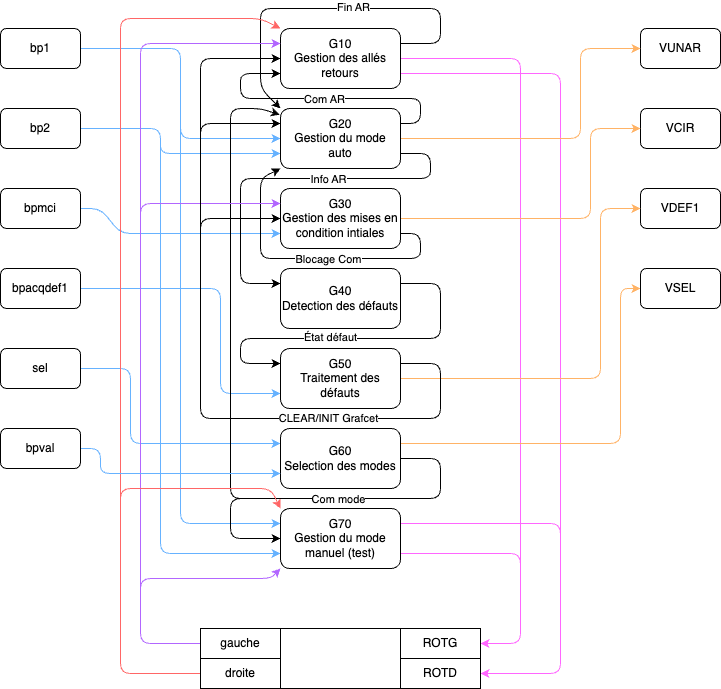 Fin AR
bp1
G10
Gestion des allés
retours
VUNAR
Com AR
bp2
G20
Gestion du mode
auto
VCIR
Info AR
bpmci
G30
Gestion des mises en
condition intiales
VDEF1
Blocage Com
bpacqdef1
G40
Detection des défauts
VSEL
État défaut
sel
G50
Traitement des
défauts
CLEAR/INIT Grafcet
bpval
G60
Selection des modes
Com mode
G70
Gestion du mode
manuel (test)
gauche
ROTG
droite
ROTD